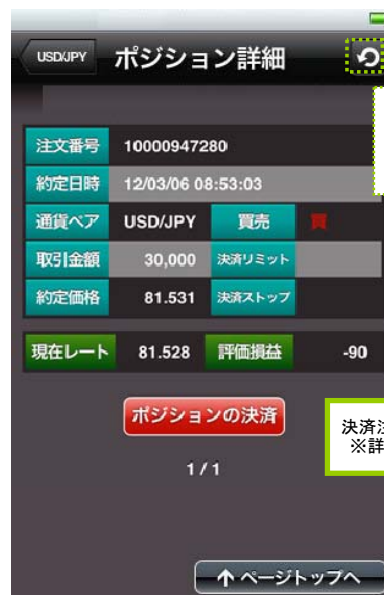 USD/JPY ポジション詳細
注文番号 10000947280
約定日時 12/03/06 08:53:03
通貨ペア USD/JPY 買売 買
取引金額 30,000 決済リミット
約定価格 81.531 決済ストップ
現在レート 81.528 評価損益 -90
ポジションの決済
決済注
※詳
1 / 1
ページトップへ